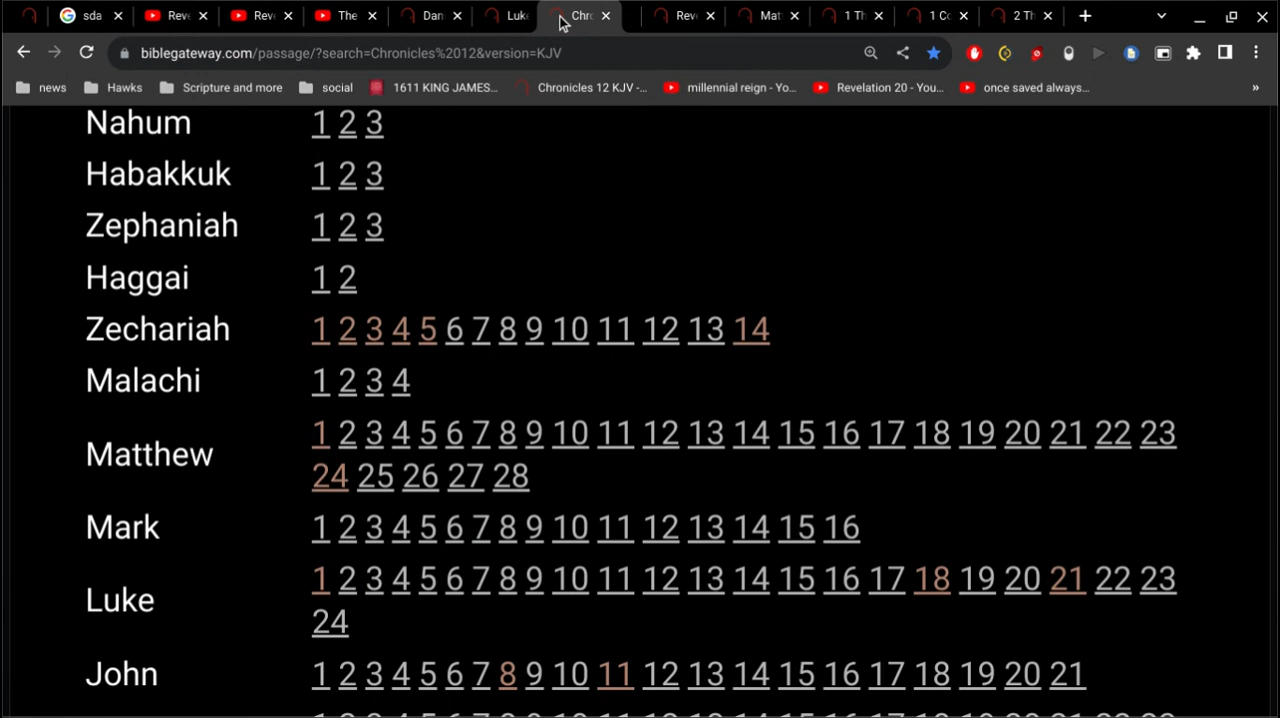 sda
Reve
Reve
The
Dan
Luke
Chro
Reve
Mat
1 Th
1 Co
2 Th
biblegateway.com/passage/?search=Chronicles%2012&version=KJV
news
Hawks
Scripture and more
social
1611 KING JAMES...
Chronicles 12 KJV -...
millennial reign - Yo...
Revelation 20 - You...
once saved always...
»
Nahum 1 2 3
Habakkuk 1 2 3
Zephaniah 1 2 3
Haggai 1 2
Zechariah 1 2 3 4 5 6 7 8 9 10 11 12 13 14
Malachi 1 2 3 4
Matthew 1 2 3 4 5 6 7 8 9 10 11 12 13 14 15 16 17 18 19 20 21 22 23
24 25 26 27 28
Mark 1 2 3 4 5 6 7 8 9 10 11 12 13 14 15 16
Luke 1 2 3 4 5 6 7 8 9 10 11 12 13 14 15 16 17 18 19 20 21 22 23
24
John 1 2 3 4 5 6 7 8 9 10 11 12 13 14 15 16 17 18 19 20 21